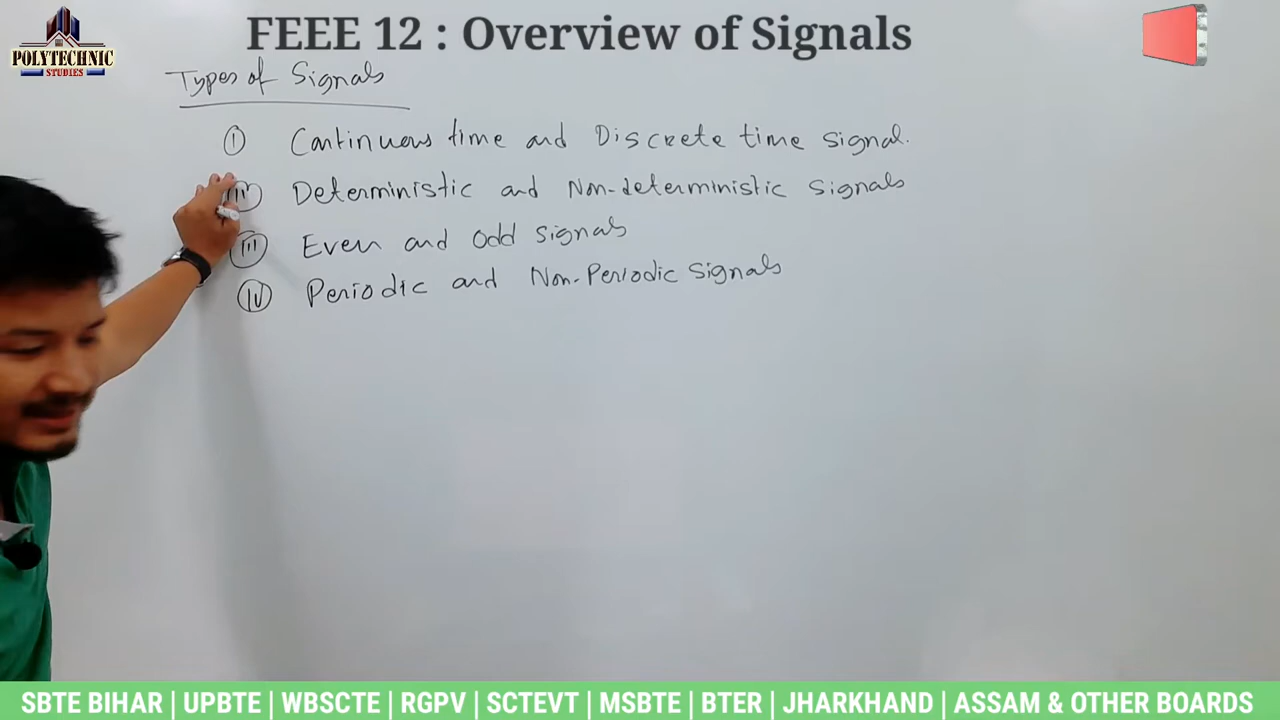 FEEE 12 : Overview of Signals
POLYTECHNIC
STUDIES
Types of Signals
I Continuous time and Discrete time signal.
Deterministic and Non-deterministic signals
III Even and odd signals
IV Periodic and Non-Periodic signals
SBTE BIHAR | UPBTE | WBSCTE | RGPV | SCTEVT | MSBTE | BTER | JHARKHAND | ASSAM & OTHER BOARDS